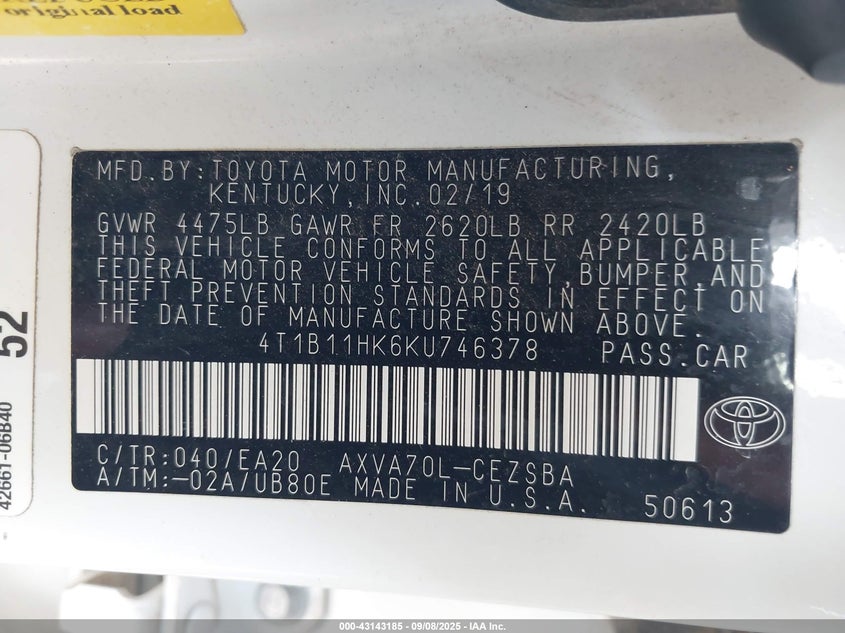 original load
52
42661-06B40
MFD.BY:TOYOTA MOTOR MANUFACTURING,
KENTUCKY,INC.02/19
GVWR 4475LB GAWR FR 2620LB RR 2420LB
THIS VEHICLE CONFORMS TO ALL APPLICABLE
FEDERAL MOTOR VEHICLE SAFETY,BUMPER,AND
THEFT PREVENTION STANDARDS IN EFFECT ON
THE DATE OF MANUFACTURE SHOWN ABOVE.
4T1B11HK6KU746378 PASS.CAR
C/TR:040/EA20 AXVA70L-CEZSBA
A/TM:-02A/UB80E MADE IN U.S.A.
50613
000-43143185 - 09/08/2025 - IAA Inc.